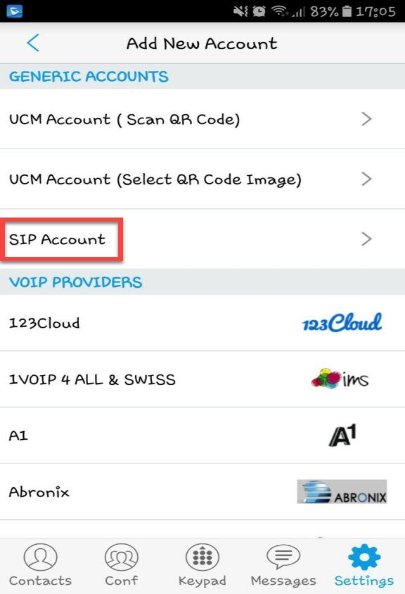 83% 17:05
Add New Account
GENERIC ACCOUNTS
UCM Account ( Scan QR Code)
UCM Account (Select QR Code Image)
SIP Account
VOIP PROVIDERS
123Cloud 123Cloud
1VOIP 4 ALL & SWISS ims
A1 A1
Abronix ABRONIX
Contacts Conf Keypad Messages Settings